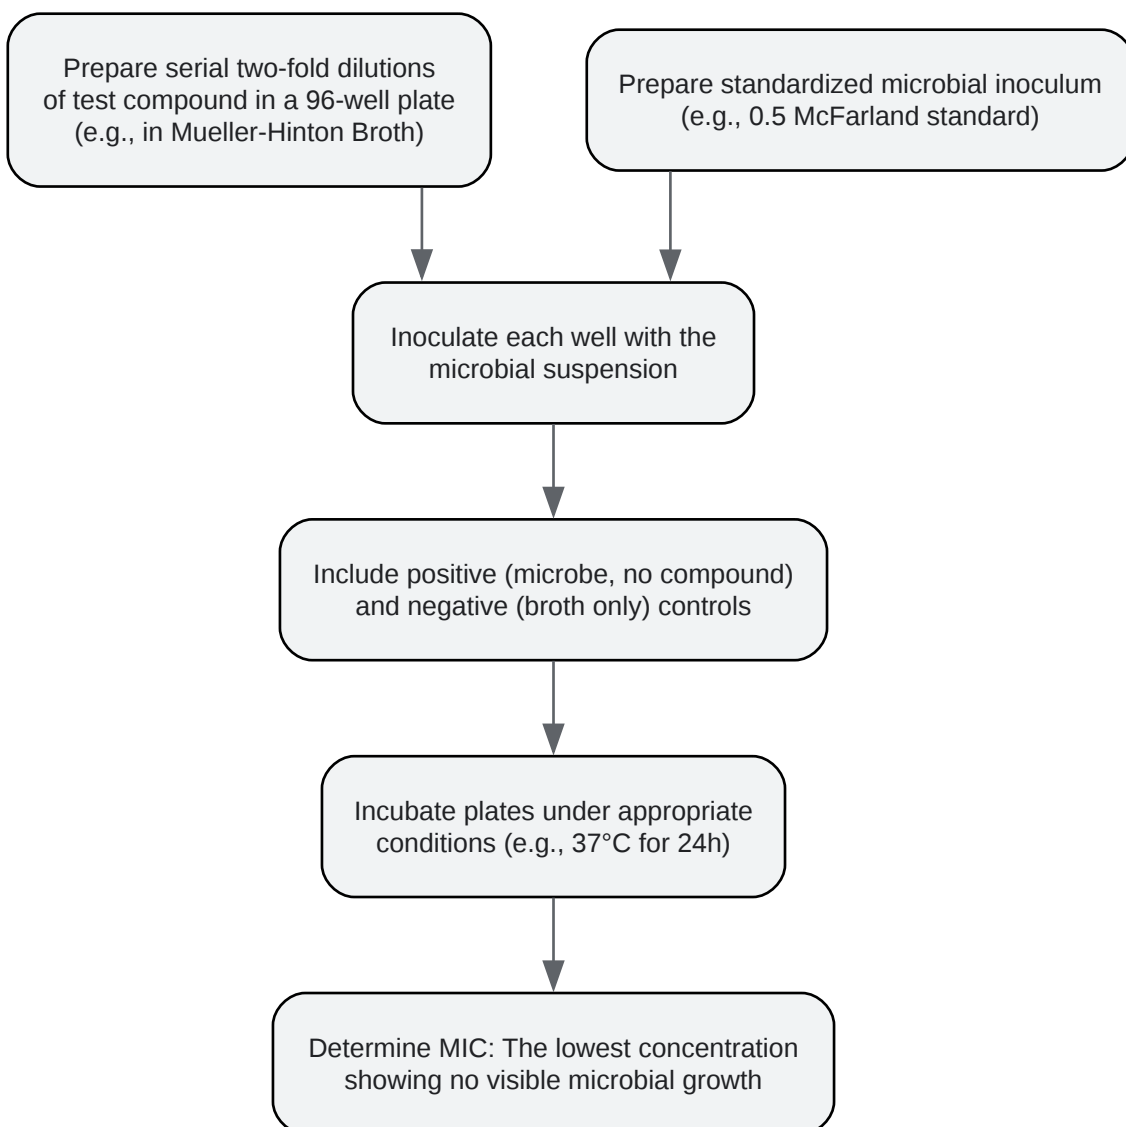 Prepare serial two-fold dilutions
of test compound in a 96-well plate
(e.g., in Mueller-Hinton Broth)
Prepare standardized microbial inoculum
(e.g., 0.5 McFarland standard)
Inoculate each well with the
microbial suspension
Include positive (microbe, no compound)
and negative (broth only) controls
Incubate plates under appropriate
conditions (e.g., 37°C for 24h)
Determine MIC: The lowest concentration
showing no visible microbial growth